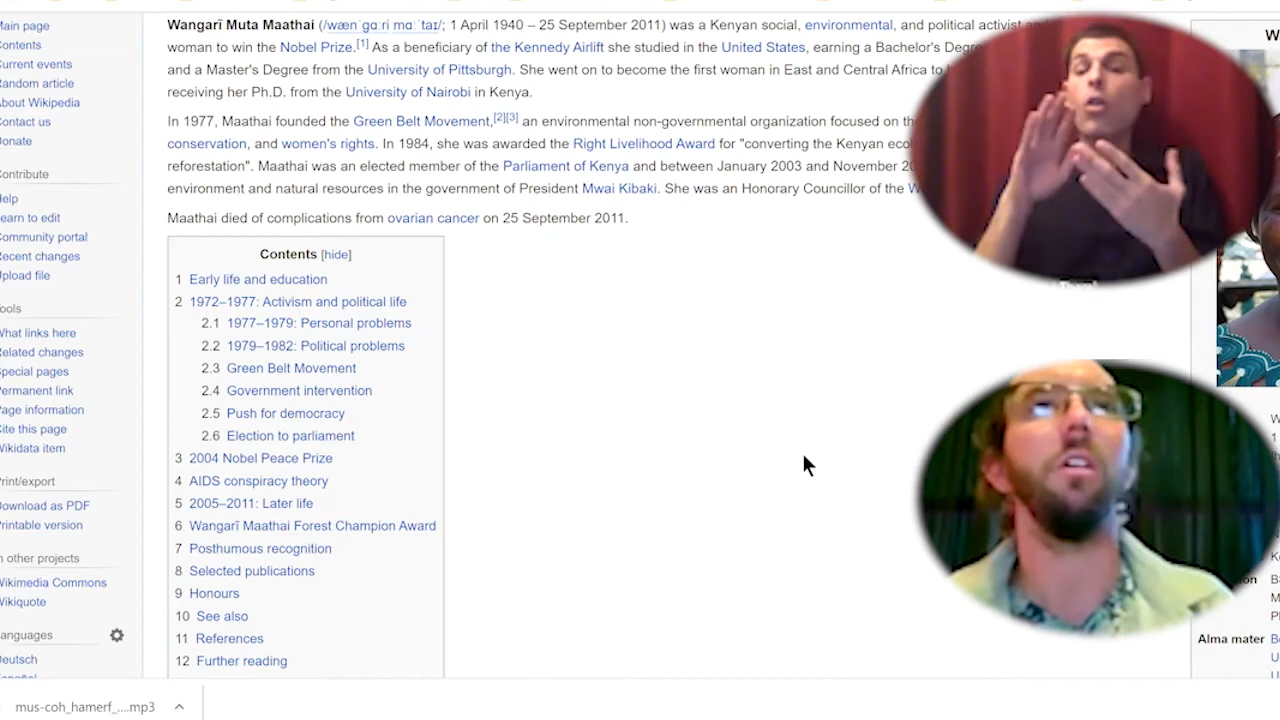 Main page
Contents
Current events
Random article
About Wikipedia
Contact us
Donate
Contribute
Help
Learn to edit
Community portal
Recent changes
Upload file
Tools
What links here
Related changes
Special pages
Permanent link
Page information
Cite this page
Wikidata item
Print/export
Download as PDF
Printable version
In other projects
Wikimedia Commons
Wikiquote
Languages
Deutsch
Wangarĩ Muta Maathai (/wænˈɡɑːri mɑːˈtaɪ/; 1 April 1940 – 25 September 2011) was a Kenyan social, environmental, and political activist
woman to win the Nobel Prize.[1] As a beneficiary of the Kennedy Airlift she studied in the United States, earning a Bachelor's Degr
and a Master's Degree from the University of Pittsburgh. She went on to become the first woman in East and Central Africa to
receiving her Ph.D. from the University of Nairobi in Kenya.
In 1977, Maathai founded the Green Belt Movement,[2][3] an environmental non-governmental organization focused on the
conservation, and women's rights. In 1984, she was awarded the Right Livelihood Award for "converting the Kenyan eco
reforestation". Maathai was an elected member of the Parliament of Kenya and between January 2003 and November 20
environment and natural resources in the government of President Mwai Kibaki. She was an Honorary Councillor of the W
Maathai died of complications from ovarian cancer on 25 September 2011.
Contents [hide]
1 Early life and education
2 1972–1977: Activism and political life
2.1 1977–1979: Personal problems
2.2 1979–1982: Political problems
2.3 Green Belt Movement
2.4 Government intervention
2.5 Push for democracy
2.6 Election to parliament
3 2004 Nobel Peace Prize
4 AIDS conspiracy theory
5 2005–2011: Later life
6 Wangarĩ Maathai Forest Champion Award
7 Posthumous recognition
8 Selected publications
9 Honours
10 See also
11 References
12 Further reading
Alma mater
mus-coh_hamerf_....mp3